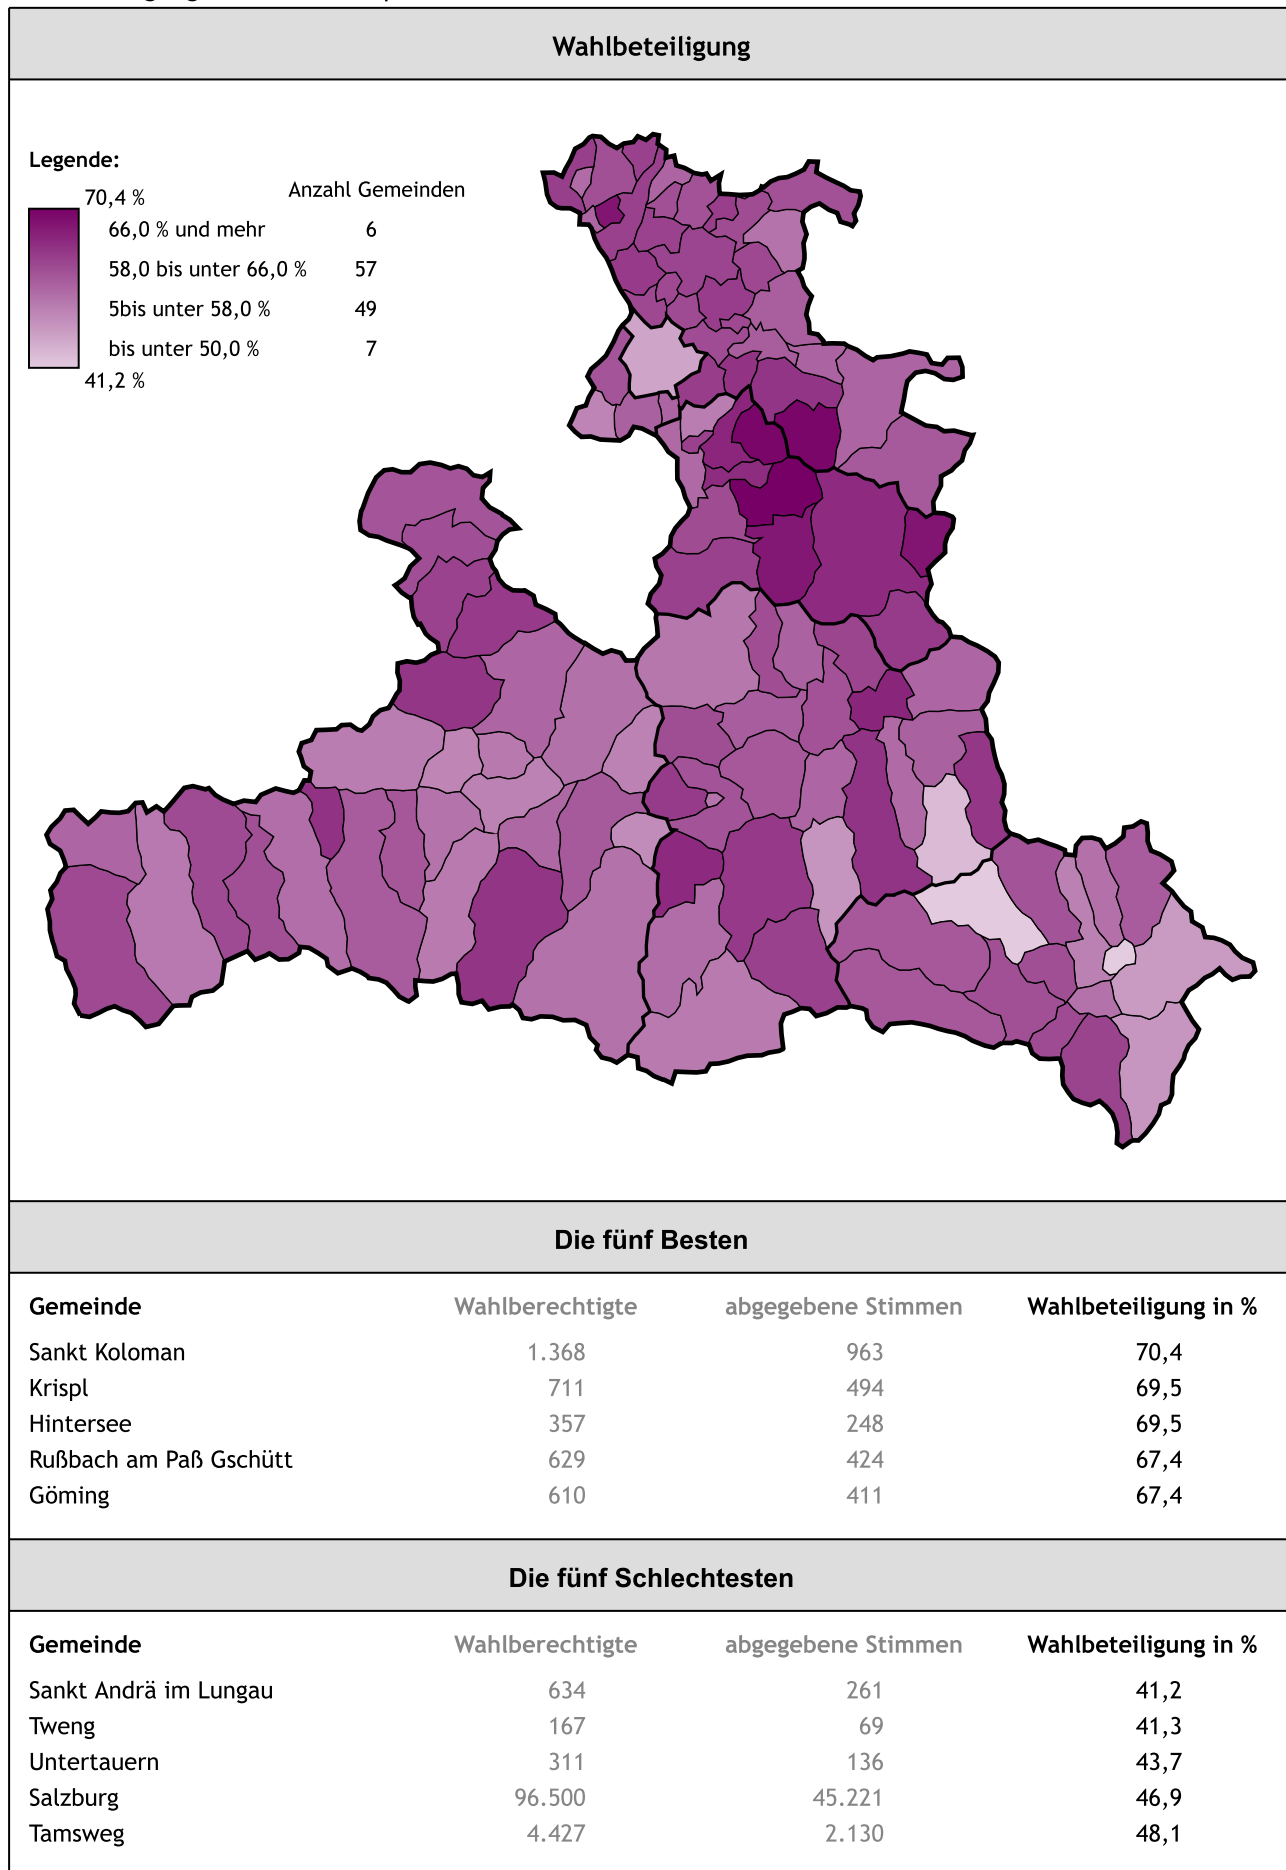 Wahlbeteiligung
Legende:
70,4 %
Anzahl Gemeinden
66,0 % und mehr 6
58,0 bis unter 66,0 % 57
5bis unter 58,0 % 49
bis unter 50,0 % 7
41,2 %
Die fünf Besten
Gemeinde Wahlberechtigte abgegebene Stimmen Wahlbeteiligung in %
Sankt Koloman 1.368 963 70,4
Krispl 711 494 69,5
Hintersee 357 248 69,5
Rußbach am Paß Gschütt 629 424 67,4
Göming 610 411 67,4
Die fünf Schlechtesten
Gemeinde Wahlberechtigte abgegebene Stimmen Wahlbeteiligung in %
Sankt Andrä im Lungau 634 261 41,2
Tweng 167 69 41,3
Untertauern 311 136 43,7
Salzburg 96.500 45.221 46,9
Tamsweg 4.427 2.130 48,1